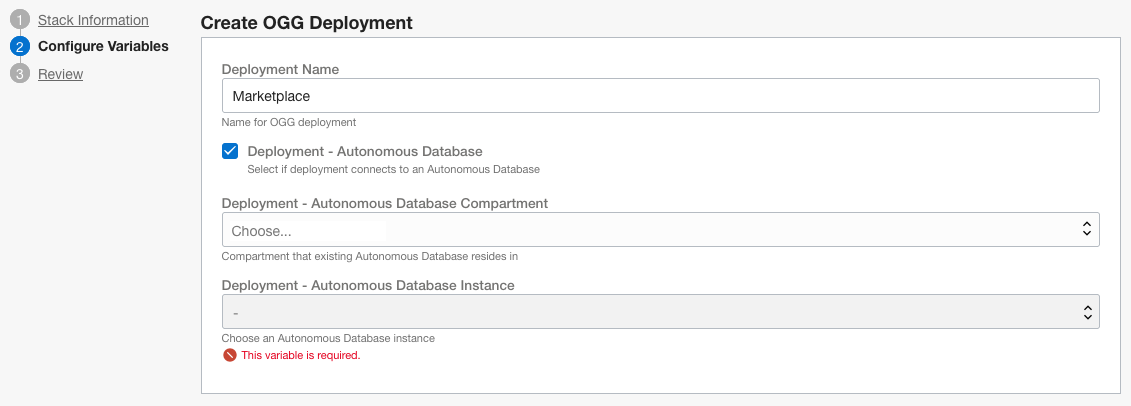 1 Stack Information
2 Configure Variables
3 Review
Create OGG Deployment
Deployment Name
Marketplace
Name for OGG deployment
Deployment - Autonomous Database
Select if deployment connects to an Autonomous Database
Deployment - Autonomous Database Compartment
Choose...
Compartment that existing Autonomous Database resides in
Deployment - Autonomous Database Instance
-
Choose an Autonomous Database instance
This variable is required.